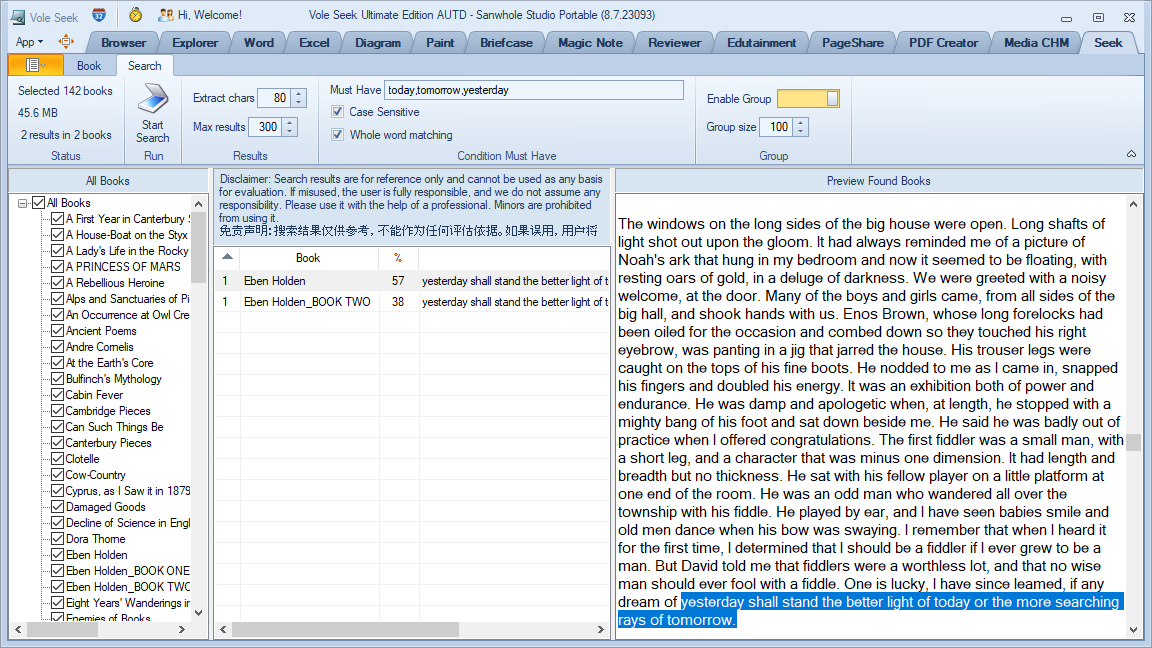 Vole Seek
32
Hi, Welcome!
Vole Seek Ultimate Edition AUTD - Sanwhole Studio Portable (8.7.23093)
App
Browser
Explorer
Word
Excel
Diagram
Paint
Briefcase
Magic Note
Reviewer
Edutainment
PageShare
PDF Creator
Media CHM
Seek
Book
Search
Selected 142 books
45.6 MB
2 results in 2 books
Status
Start
Search
Run
Extract chars 80
Max results 300
Results
Must Have today,tomorrow,yesterday
Case Sensitive
Whole word matching
Condition Must Have
Enable Group
Group size 100
Group
All Books
All Books
A First Year in Canterbury
A House-Boat on the Styx
A Lady's Life in the Rocky
A PRINCESS OF MARS
A Rebellious Heroine
Alps and Sanctuaries of Pi
An Occurrence at Owl Cre
Ancient Poems
Andre Cornelis
At the Earth's Core
Bulfinch's Mythology
Cabin Fever
Cambridge Pieces
Can Such Things Be
Canterbury Pieces
Clotelle
Cow-Country
Cyprus, as I Saw it in 1879
Damaged Goods
Decline of Science in Engl
Dora Thorne
Eben Holden
Eben Holden_BOOK ONE
Eben Holden_BOOK TWO
Eight Years' Wanderings in
Enemies of Books
Disclaimer: Search results are for reference only and cannot be used as any basis
for evaluation. If misused, the user is fully responsible, and we do not assume any
responsibility. Please use it with the help of a professional. Minors are prohibited
from using it.
免责声明: 搜索结果仅供参考, 不能作为任何评估依据。如果误用, 用户将
Book
%
1 Eben Holden 57 yesterday shall stand the better light of t
1 Eben Holden_BOOK TWO 38 yesterday shall stand the better light of t
Preview Found Books
The windows on the long sides of the big house were open. Long shafts of
light shot out upon the gloom. It had always reminded me of a picture of
Noah's ark that hung in my bedroom and now it seemed to be floating, with
resting oars of gold, in a deluge of darkness. We were greeted with a noisy
welcome, at the door. Many of the boys and girls came, from all sides of the
big hall, and shook hands with us. Enos Brown, whose long forelocks had
been oiled for the occasion and combed down so they touched his right
eyebrow, was panting in a jig that jarred the house. His trouser legs were
caught on the tops of his fine boots. He nodded to me as I came in, snapped
his fingers and doubled his energy. It was an exhibition both of power and
endurance. He was damp and apologetic when, at length, he stopped with a
mighty bang of his foot and sat down beside me. He said he was badly out of
practice when I offered congratulations. The first fiddler was a small man, with
a short leg, and a character that was minus one dimension. It had length and
breadth but no thickness. He sat with his fellow player on a little platform at
one end of the room. He was an odd man who wandered all over the
township with his fiddle. He played by ear, and I have seen babies smile and
old men dance when his bow was swaying. I remember that when I heard it
for the first time, I determined that I should be a fiddler if I ever grew to be a
man. But David told me that fiddlers were a worthless lot, and that no wise
man should ever fool with a fiddle. One is lucky, I have since learned, if any
dream of yesterday shall stand the better light of today or the more searching
rays of tomorrow.